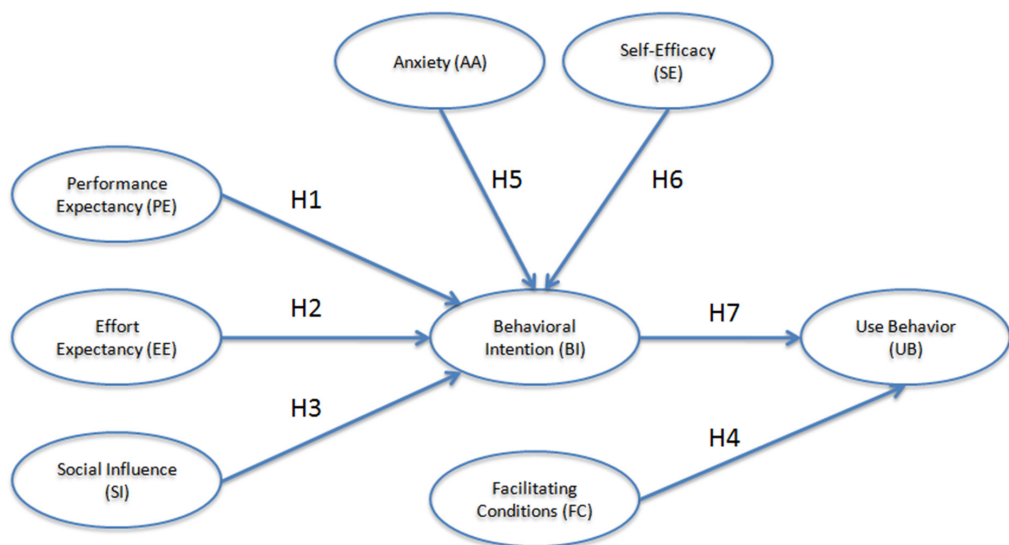 Anxiety (AA)
Self-Efficacy
(SE)
Performance
Expectancy (PE)
H1
H5
H6
Effort
Expectancy (EE)
H2
Behavioral
Intention (BI)
H7
Use Behavior
(UB)
H3
Social Influence
(SI)
H4
Facilitating
Conditions (FC)